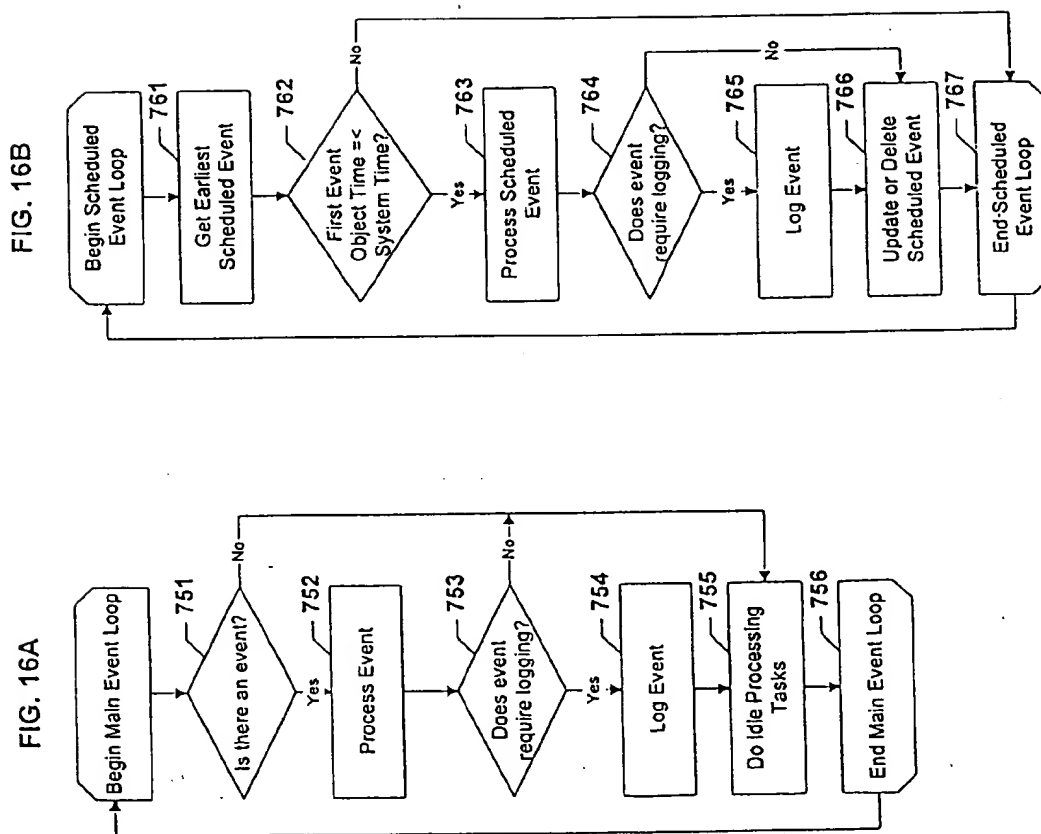 FIG. 16A
Begin Main Event Loop
751
Is there an event?
No
Yes
752
Process Event
753
Does event
require logging?
No
Yes
754
Log Event
755
Do Idle Processing
Tasks
756
End Main Event Loop
FIG. 16B
Begin Scheduled
Event Loop
761
Get Earliest
Scheduled Event
762
First Event
Object Time =<
System Time?
No
Yes
763
Process Scheduled
Event
764
Does event
require logging?
No
Yes
765
Log Event
766
Update or Delete
Scheduled Event
767
End-Scheduled
Event Loop